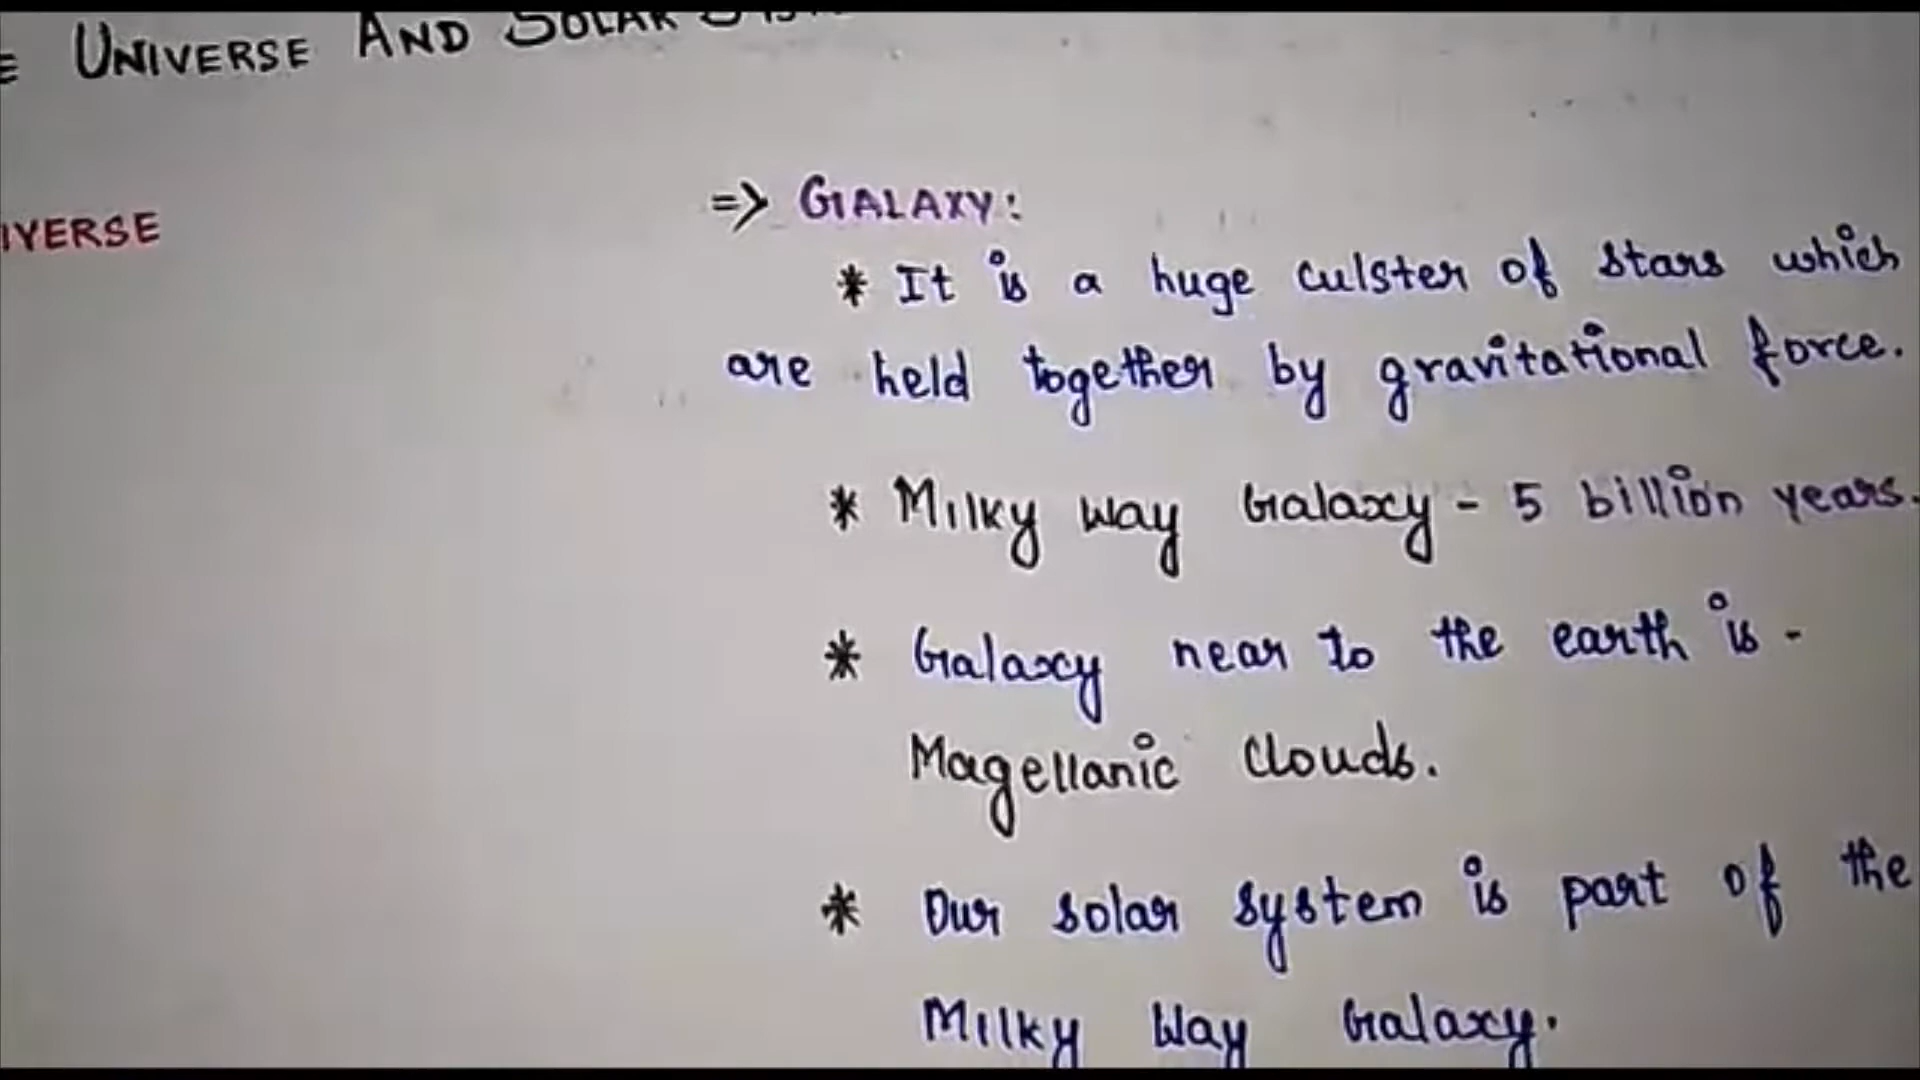 UNIVERSE AND SOLAR
IVERSE
=> GALAXY:
* It is a huge culster of stars which
are held together by gravitational force.
* Milky Way Galaxy - 5 billion years.
* Galaxy near to the earth is -
Magellanic Clouds.
* Our solar system is part of the
Milky Way Galaxy.